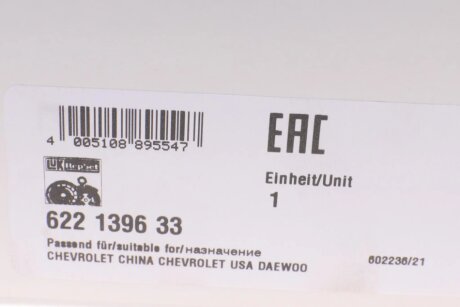 EAC
4 005108 895547
LuK RepSet
Einheit/Unit
1
622 1396 33
Passend für/suitable for/назначение
CHEVROLET CHINA CHEVROLET USA DAEWOO
602236/21